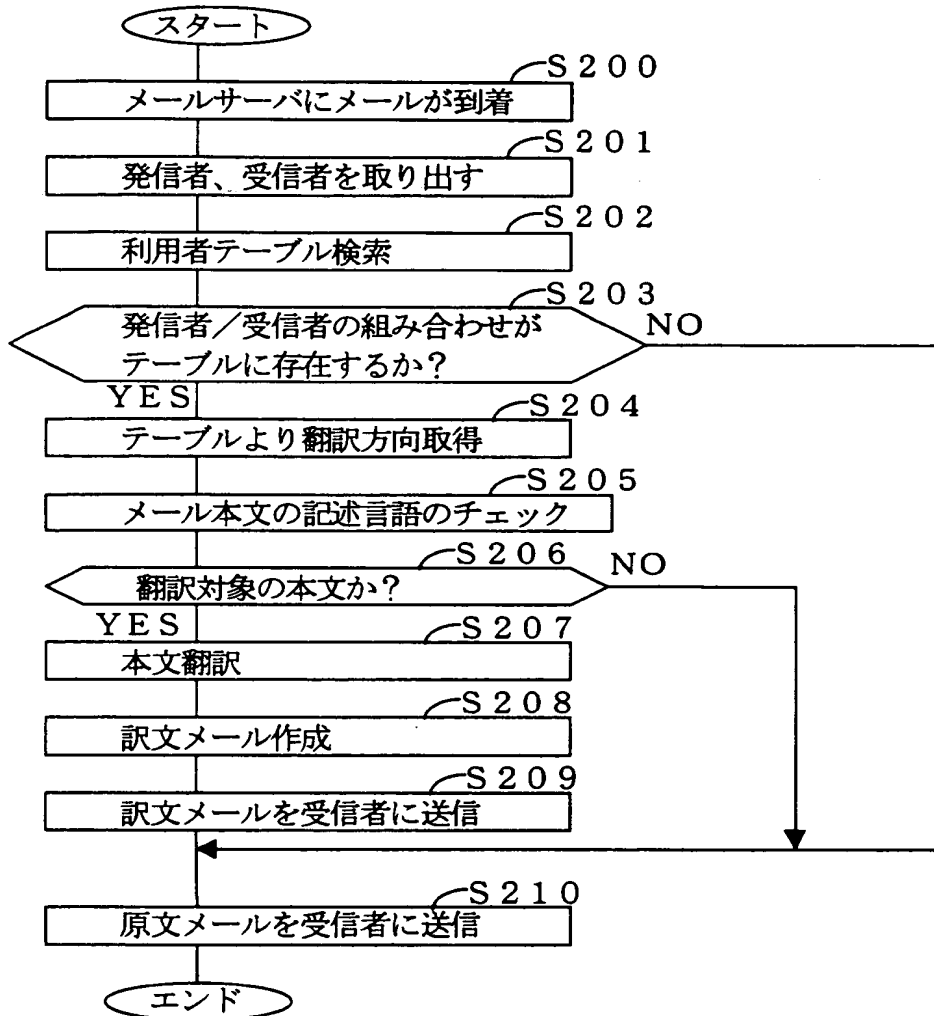 スタート
S200
メールサーバにメールが到着
S201
発信者、受信者を取り出す
S202
利用者テーブル検索
S203
発信者／受信者の組み合わせが
テーブルに存在するか？
NO
YES
S204
テーブルより翻訳方向取得
S205
メール本文の記述言語のチェック
S206
翻訳対象の本文か？
NO
YES
S207
本文翻訳
S208
訳文メール作成
S209
訳文メールを受信者に送信
S210
原文メールを受信者に送信
エンド